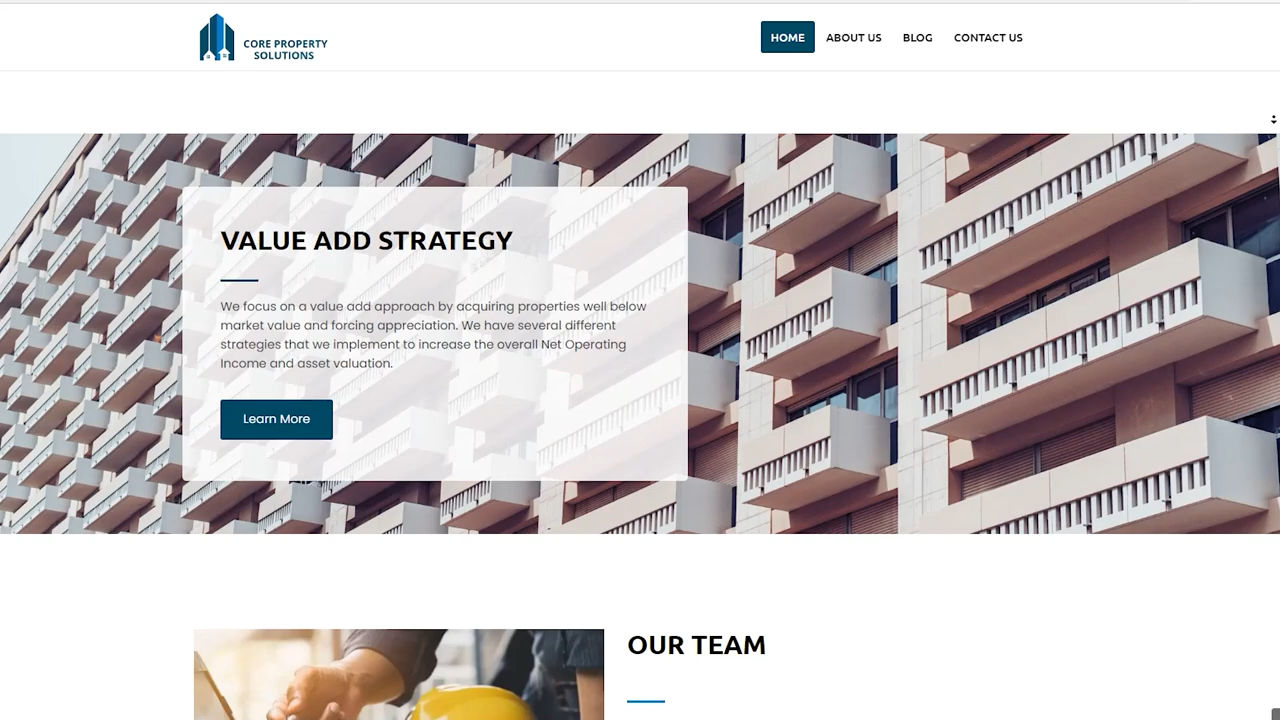 CORE PROPERTY
SOLUTIONS
HOME
ABOUT US
BLOG
CONTACT US
VALUE ADD STRATEGY
We focus on a value add approach by acquiring properties well below
market value and forcing appreciation. We have several different
strategies that we implement to increase the overall Net Operating
Income and asset valuation.
Learn More
OUR TEAM